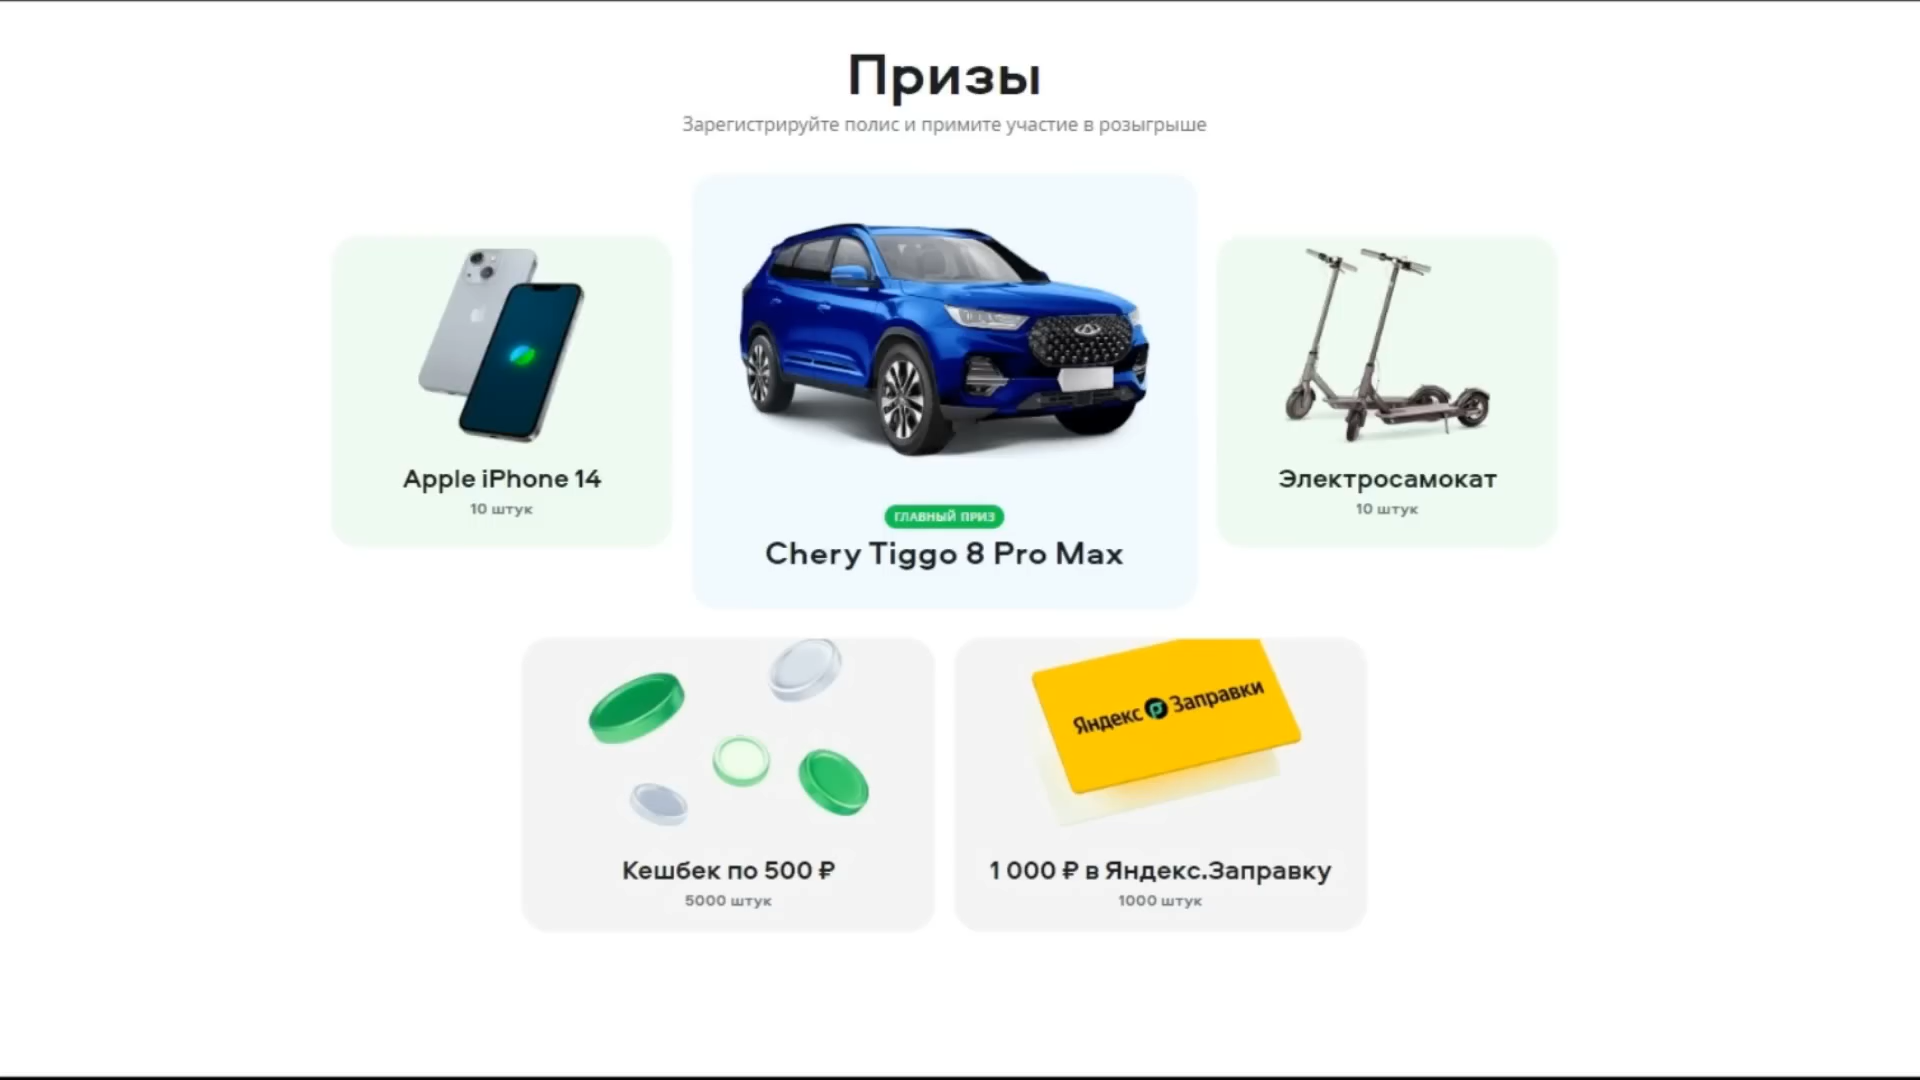 Призы
Зарегистрируйте полис и примите участие в розыгрыше
Apple iPhone 14
10 штук
ГЛАВНЫЙ ПРИЗ
Chery Tiggo 8 Pro Max
Электросамокат
10 штук
Яндекс Заправки
Кешбек по 500 ₽
5000 штук
1 000 ₽ в Яндекс.Заправку
1000 штук